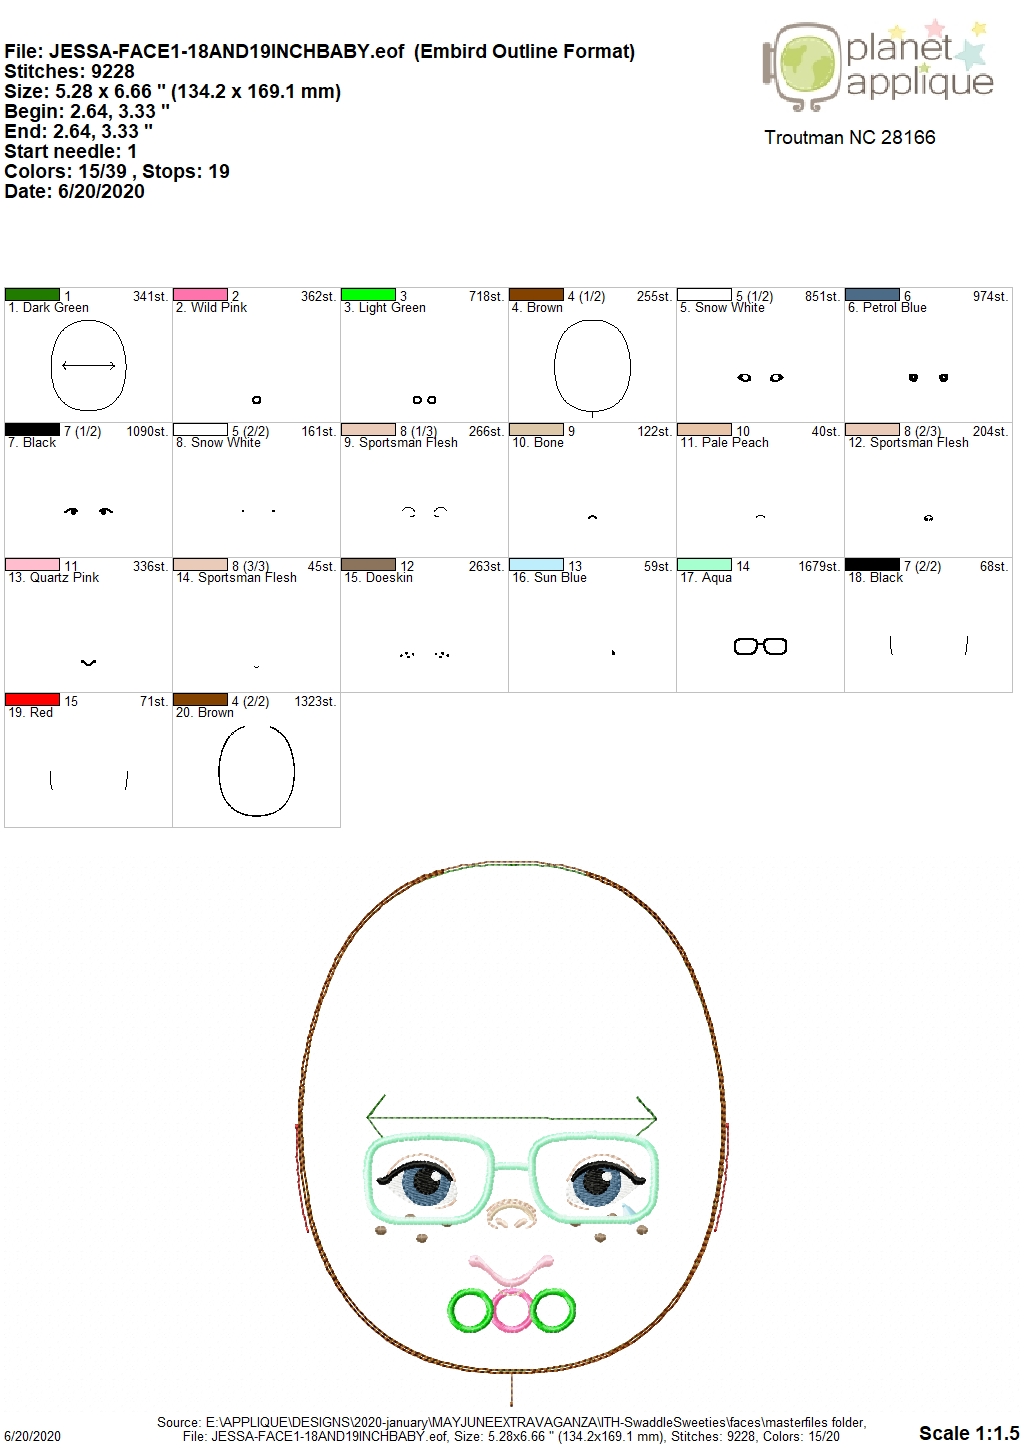 File: JESSA-FACE1-18AND19INCHBABY.eof  (Embird Outline Format)
Stitches: 9228
Size: 5.28 x 6.66 " (134.2 x 169.1 mm)
Begin: 2.64, 3.33 "
End: 2.64, 3.33 "
Start needle: 1
Colors: 15/39 , Stops: 19
Date: 6/20/2020
planet
applique
Troutman NC 28166
1 341st.
1. Dark Green
2 362st.
2. Wild Pink
3 718st.
3. Light Green
4 (1/2) 255st.
4. Brown
5 (1/2) 851st.
5. Snow White
6 974st.
6. Petrol Blue
7 (1/2) 1090st.
7. Black
5 (2/2) 161st.
8. Snow White
8 (1/3) 266st.
9. Sportsman Flesh
9 122st.
10. Bone
10 40st.
11. Pale Peach
8 (2/3) 204st.
12. Sportsman Flesh
11 336st.
13. Quartz Pink
8 (3/3) 45st.
14. Sportsman Flesh
12 263st.
15. Doeskin
13 59st.
16. Sun Blue
14 1679st.
17. Aqua
7 (2/2) 68st.
18. Black
15 71st.
19. Red
4 (2/2) 1323st.
20. Brown
Source: E:\APPLIQUE\DESIGNS\2020-january\MAYJUNEEXTRAVAGANZA\ITH-SwaddleSweeties\faces\masterfiles folder,
6/20/2020 File: JESSA-FACE1-18AND19INCHBABY.eof, Size: 5.28x6.66 " (134.2x169.1 mm), Stitches: 9228, Colors: 15/20 Scale 1:1.5